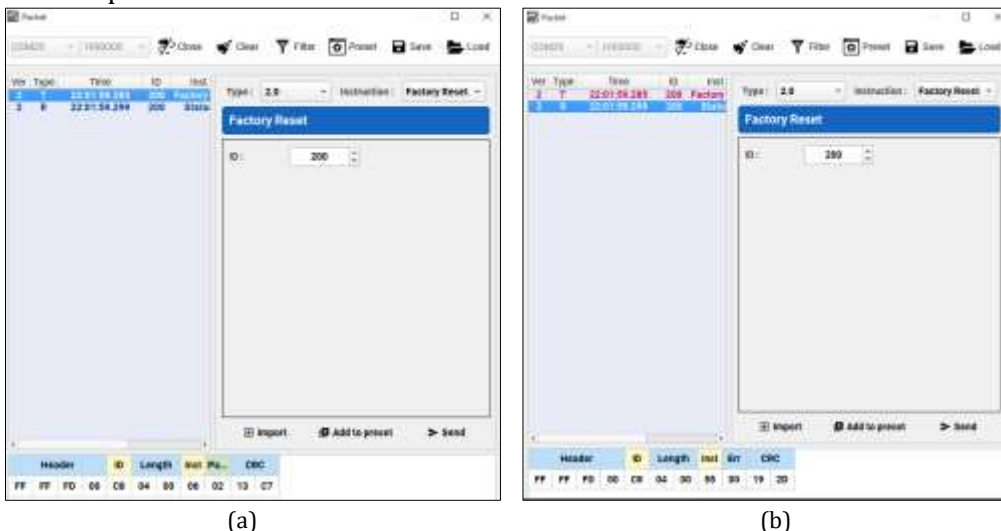 Packet
Close Clear Filter Preset Save Load
Ver Type Time ID Inst
2 T 22:01:59.285 200 Factory
2 R 22:01:59.299 200 Statu
Type : 2.0 Instruction : Factory Reset
Factory Reset
ID : 200
Import Add to preset Send
Header ID Length Inst Pa... CRC
FF FF FD 00 C8 04 00 06 02 13 C7
(a)
Packet
Close Clear Filter Preset Save Load
Ver Type Time ID Inst
2 T 22:01:59.285 200 Factory
2 R 22:01:59.299 200 Statu
Type : 2.0 Instruction : Factory Reset
Factory Reset
ID : 200
Import Add to preset Send
Header ID Length Inst Err CRC
FF FF FD 00 C8 04 00 55 00 19 2D
(b)